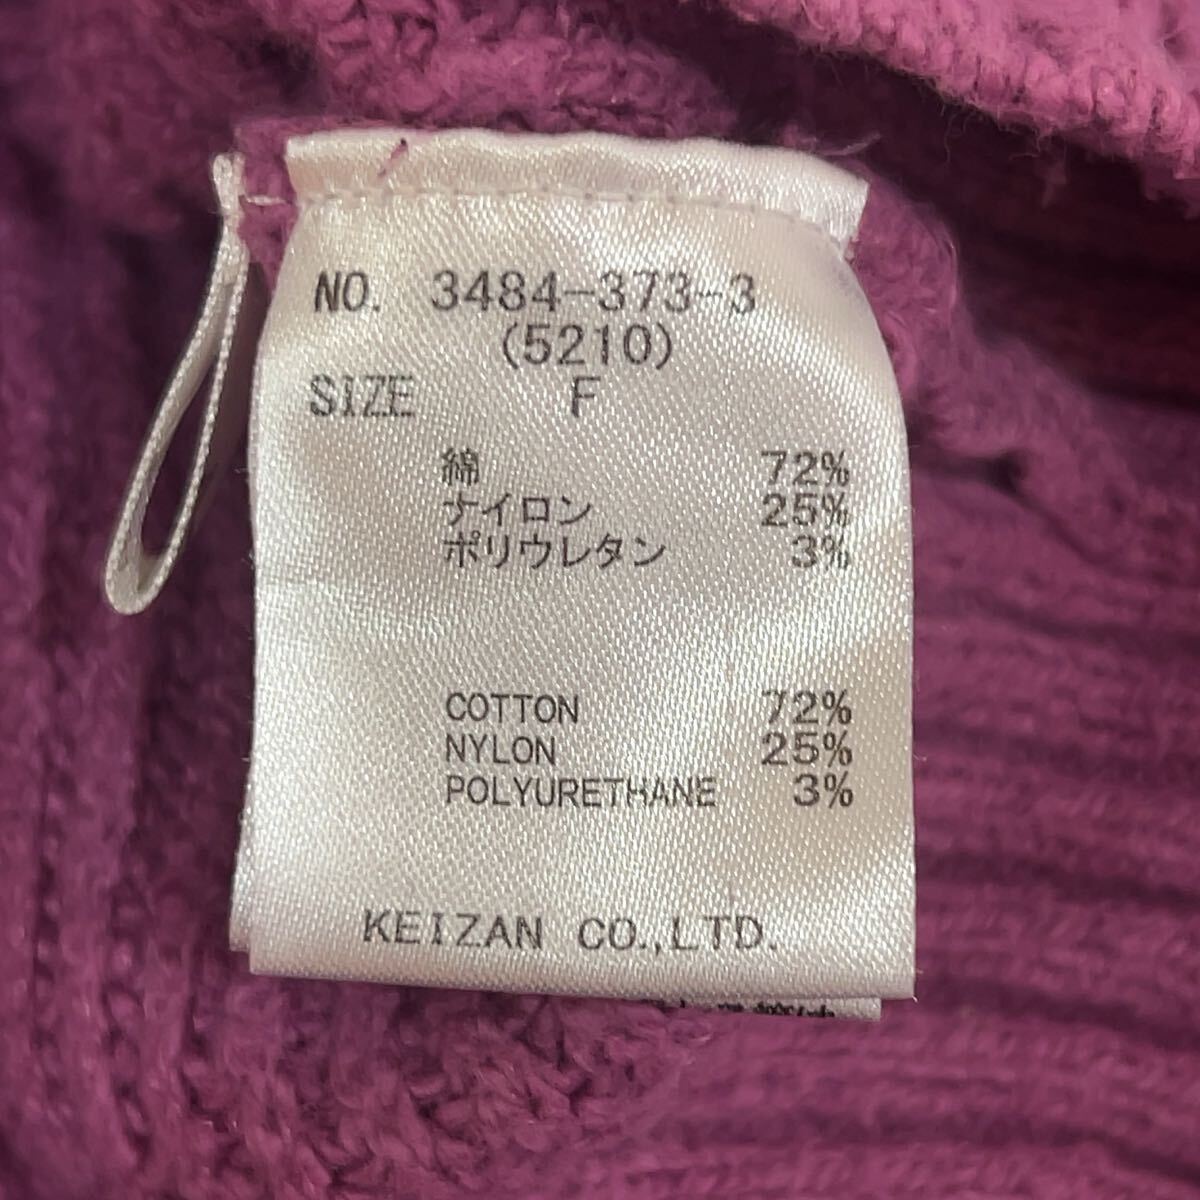 NO. 3484-373-3
(5210)
SIZE F
綿 72%
ナイロン 25%
ポリウレタン 3%
COTTON 72%
NYLON 25%
POLYURETHANE 3%
KEIZAN CO.,LTD.